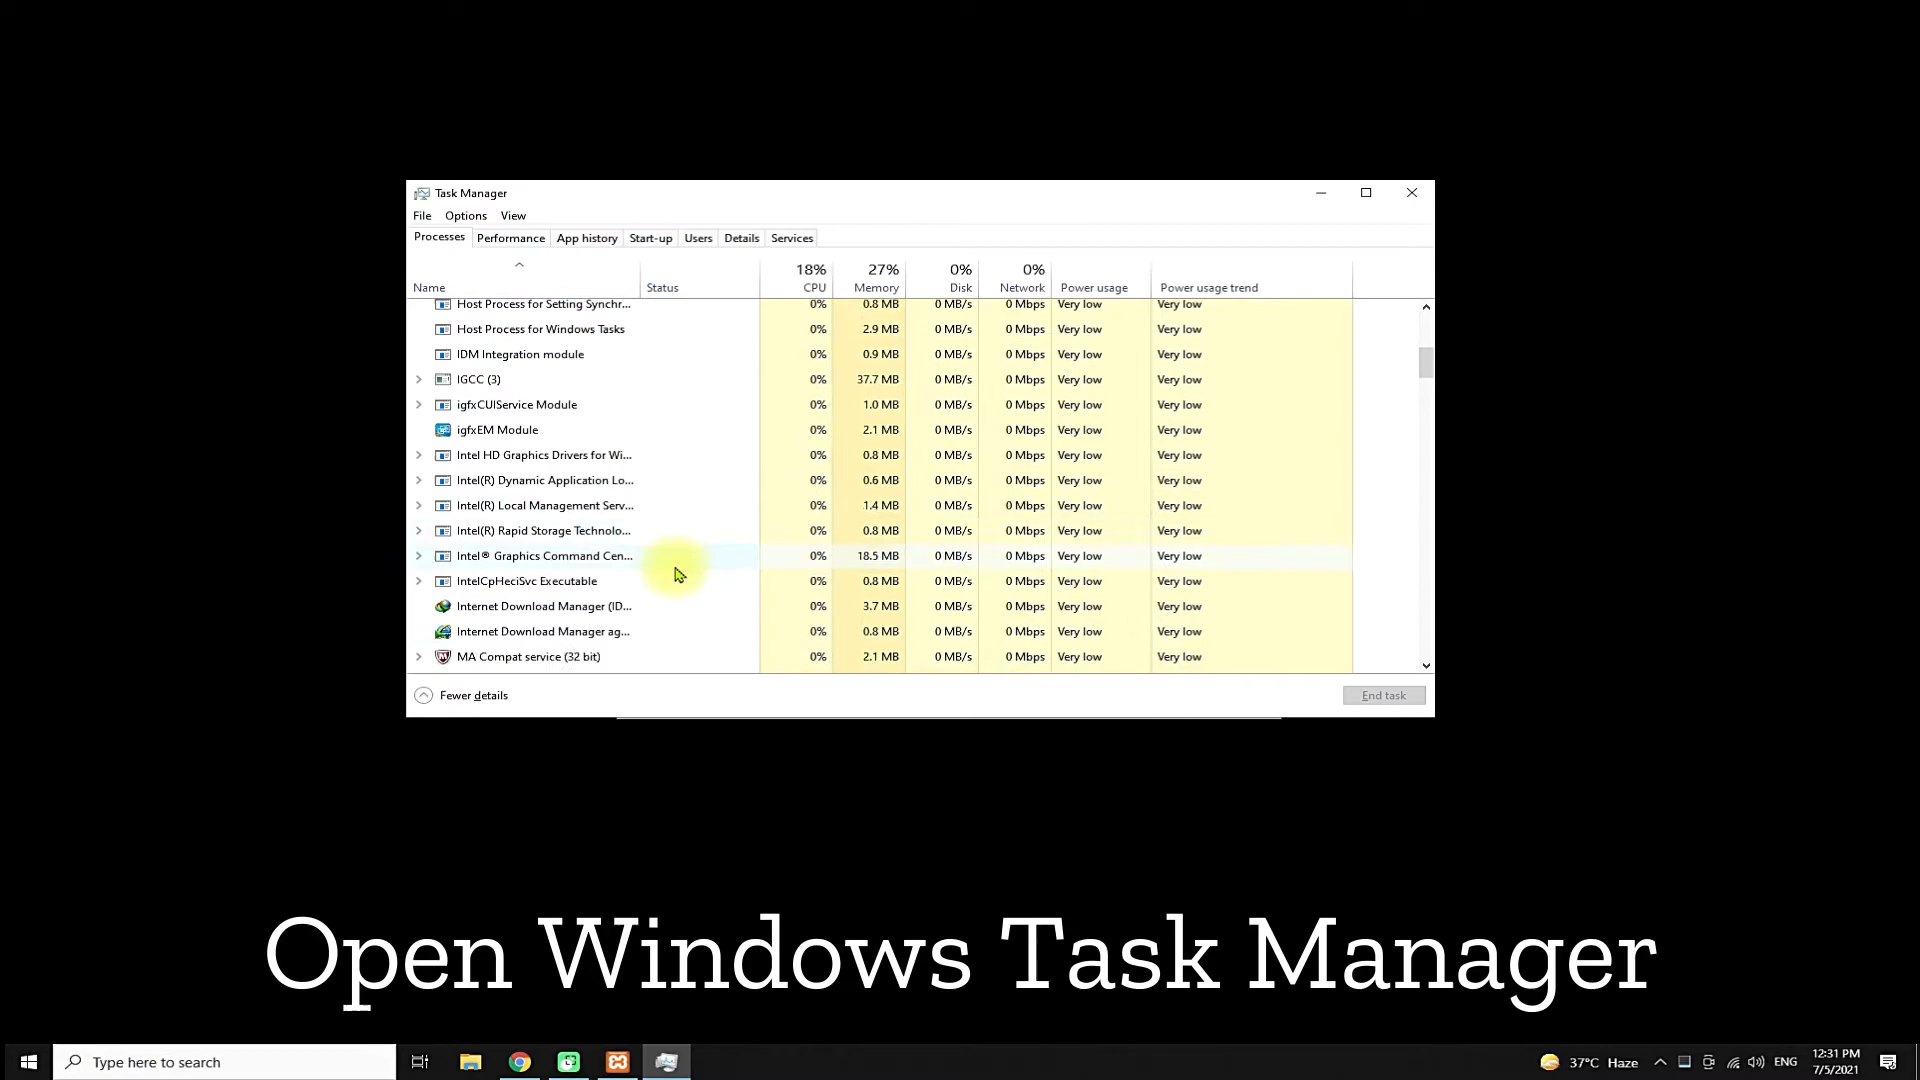 Task Manager
File Options View
Processes Performance App history Start-up Users Details Services
18% 27% 0% 0%
Name Status CPU Memory Disk Network Power usage Power usage trend
Host Process for Setting Synchr... 0% 0.8 MB 0 MB/s 0 Mbps Very low Very low
Host Process for Windows Tasks 0% 2.9 MB 0 MB/s 0 Mbps Very low Very low
IDM Integration module 0% 0.9 MB 0 MB/s 0 Mbps Very low Very low
IGCC (3) 0% 37.7 MB 0 MB/s 0 Mbps Very low Very low
igfxCUIService Module 0% 1.0 MB 0 MB/s 0 Mbps Very low Very low
igfxEM Module 0% 2.1 MB 0 MB/s 0 Mbps Very low Very low
Intel HD Graphics Drivers for Wi... 0% 0.8 MB 0 MB/s 0 Mbps Very low Very low
Intel(R) Dynamic Application Lo... 0% 0.6 MB 0 MB/s 0 Mbps Very low Very low
Intel(R) Local Management Serv... 0% 1.4 MB 0 MB/s 0 Mbps Very low Very low
Intel(R) Rapid Storage Technolo... 0% 0.8 MB 0 MB/s 0 Mbps Very low Very low
Intel® Graphics Command Cen... 0% 18.5 MB 0 MB/s 0 Mbps Very low Very low
IntelCpHeciSvc Executable 0% 0.8 MB 0 MB/s 0 Mbps Very low Very low
Internet Download Manager (ID... 0% 3.7 MB 0 MB/s 0 Mbps Very low Very low
Internet Download Manager ag... 0% 0.8 MB 0 MB/s 0 Mbps Very low Very low
MA Compat service (32 bit) 0% 2.1 MB 0 MB/s 0 Mbps Very low Very low
Fewer details End task
Open Windows Task Manager
Type here to search 37°C Haze ENG 12:31 PM
7/5/2021